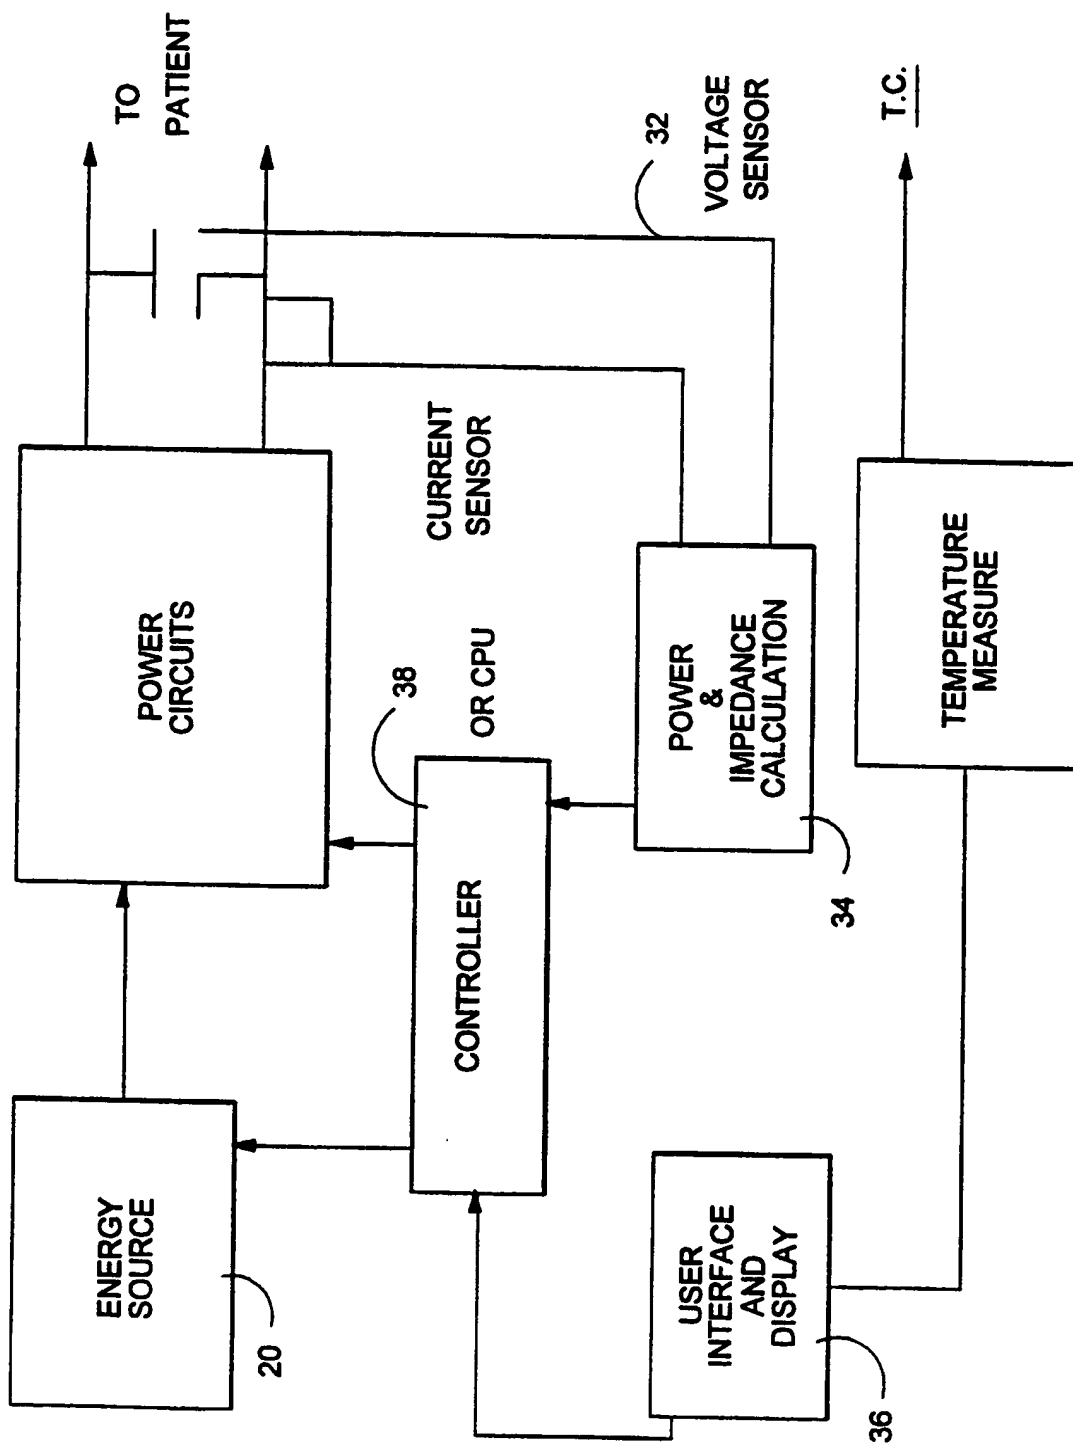 ENERGY
SOURCE
20
POWER
CIRCUITS
TO
PATIENT
CONTROLLER
38
OR CPU
CURRENT
SENSOR
32
VOLTAGE
SENSOR
USER
INTERFACE
AND
DISPLAY
36
POWER
&
IMPEDANCE
CALCULATION
34
TEMPERATURE
MEASURE
T.C.